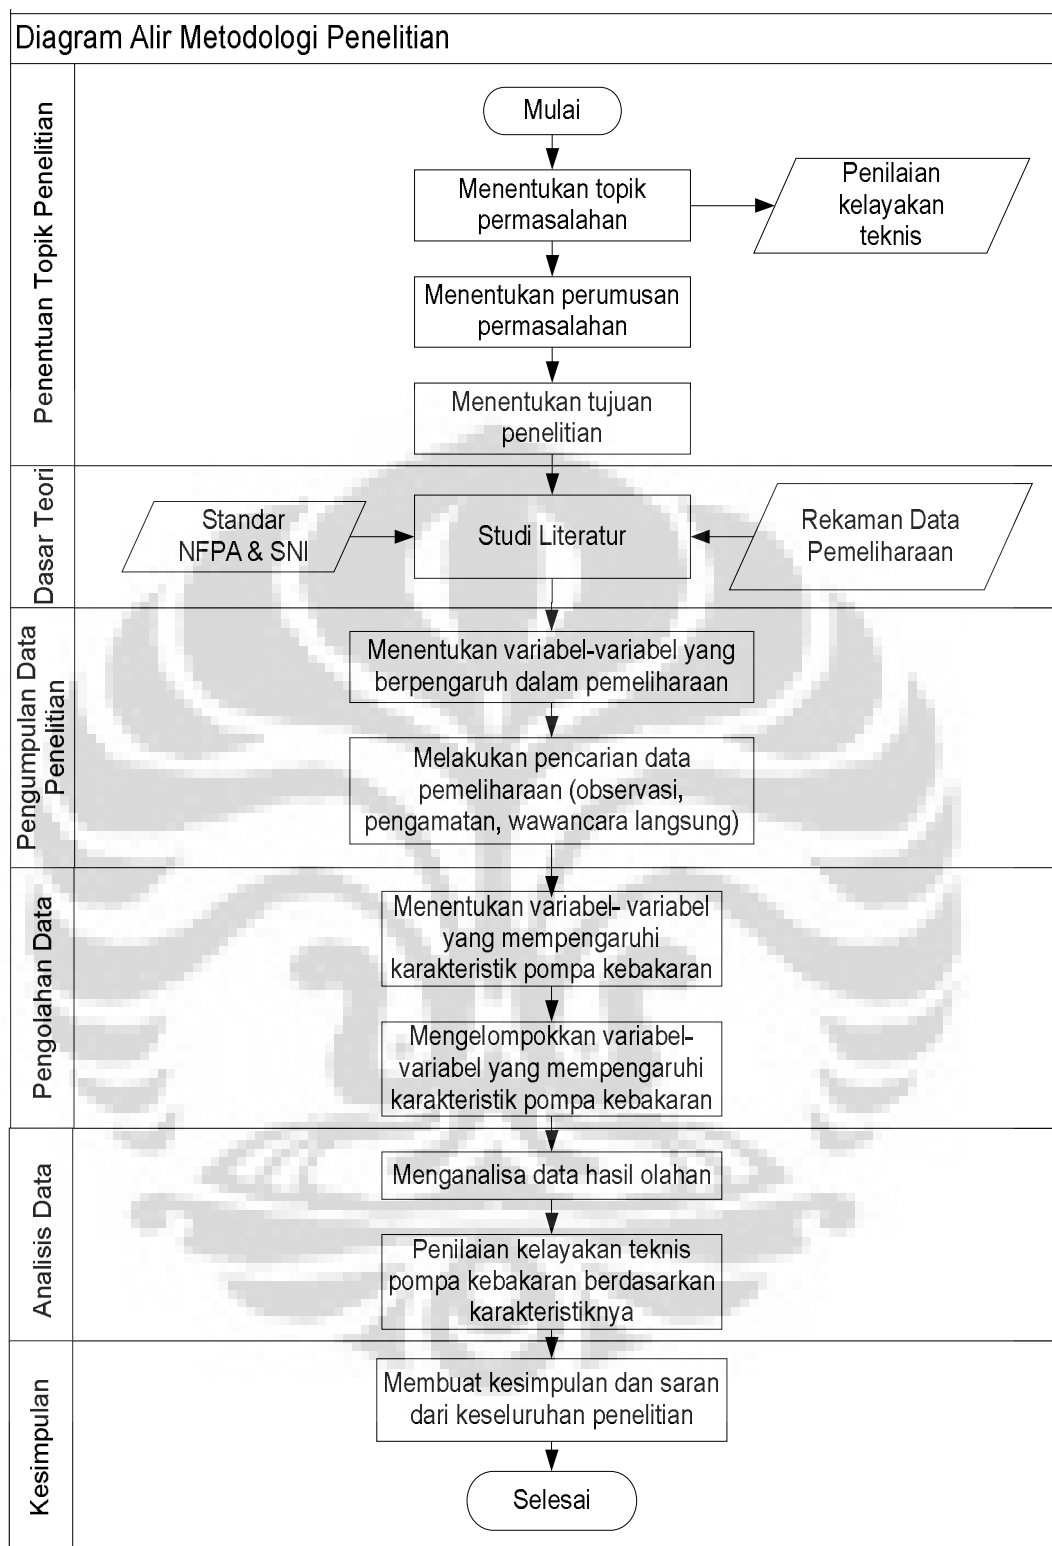 Diagram Alir Metodologi Penelitian
Penentuan Topik Penelitian
Mulai
Menentukan topik
permasalahan
Penilaian
kelayakan
teknis
Menentukan perumusan
permasalahan
Menentukan tujuan
penelitian
Dasar Teori
Standar
NFPA & SNI
Studi Literatur
Rekaman Data
Pemeliharaan
Pengumpulan Data
Penelitian
Menentukan variabel-variabel yang
berpengaruh dalam pemeliharaan
Melakukan pencarian data
pemeliharaan (observasi,
pengamatan, wawancara langsung)
Pengolahan Data
Menentukan variabel- variabel
yang mempengaruhi
karakteristik pompa kebakaran
Mengelompokkan variabel-
variabel yang mempengaruhi
karakteristik pompa kebakaran
Analisis Data
Menganalisa data hasil olahan
Penilaian kelayakan teknis
pompa kebakaran berdasarkan
karakteristiknya
Kesimpulan
Membuat kesimpulan dan saran
dari keseluruhan penelitian
Selesai